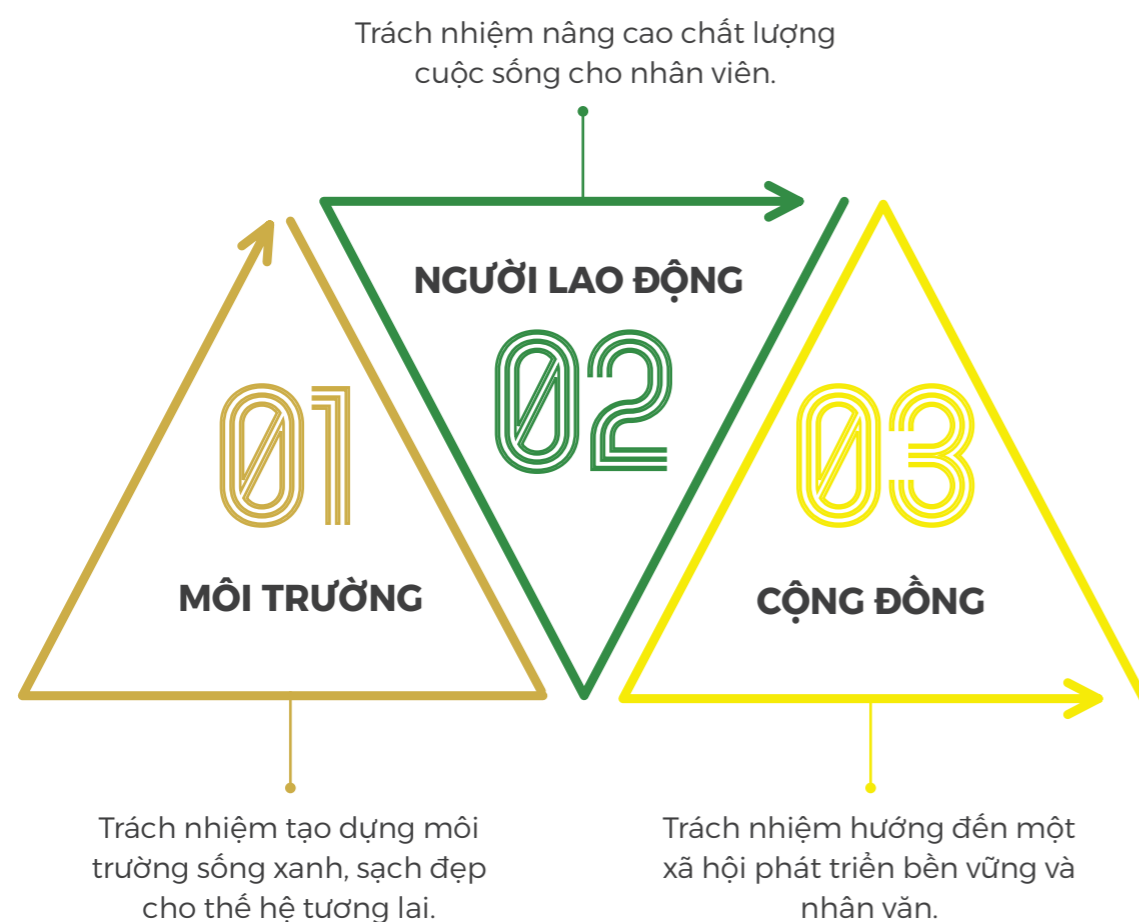 Trách nhiệm nâng cao chất lượng
cuộc sống cho nhân viên.
NGƯỜI LAO ĐỘNG
02
01
MÔI TRƯỜNG
03
CỘNG ĐỒNG
Trách nhiệm tạo dựng môi
trường sống xanh, sạch đẹp
cho thế hệ tương lai.
Trách nhiệm hướng đến một
xã hội phát triển bền vững và
nhân văn.